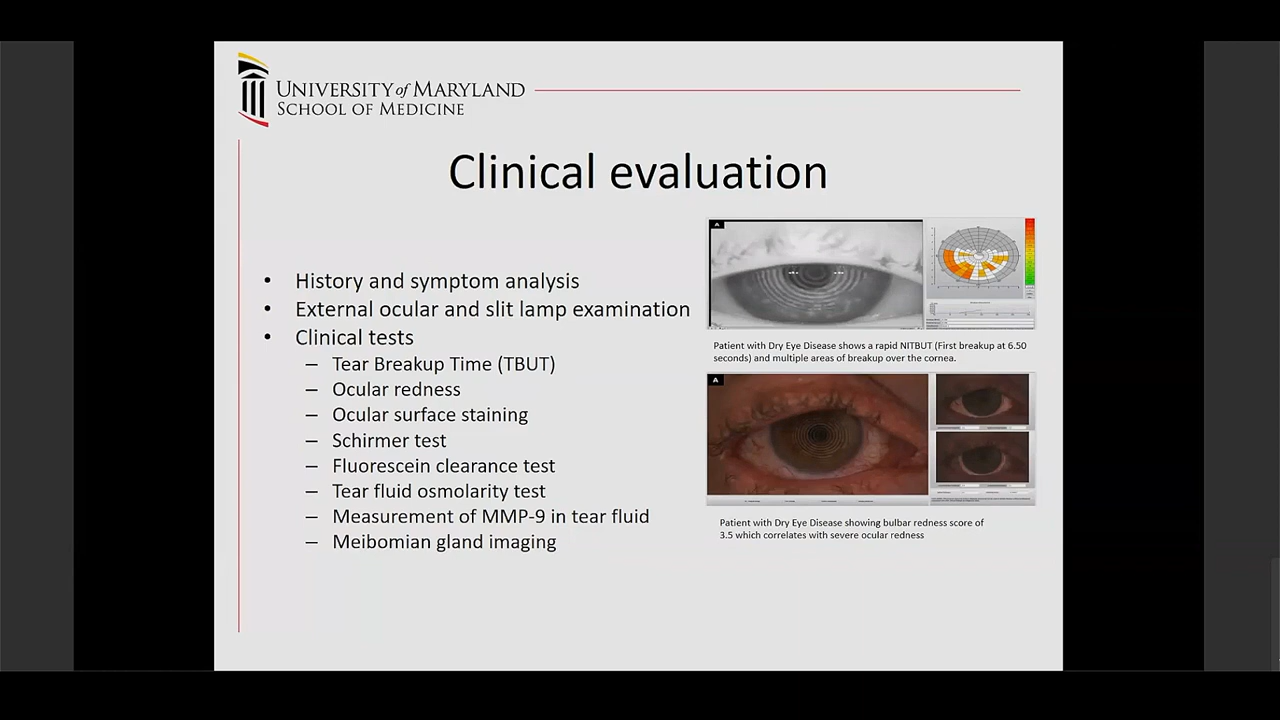 UNIVERSITY of MARYLAND
SCHOOL OF MEDICINE
Clinical evaluation
• History and symptom analysis
• External ocular and slit lamp examination
• Clinical tests
– Tear Breakup Time (TBUT)
– Ocular redness
– Ocular surface staining
– Schirmer test
– Fluorescein clearance test
– Tear fluid osmolarity test
– Measurement of MMP-9 in tear fluid
– Meibomian gland imaging
A
Patient with Dry Eye Disease shows a rapid NITBUT (First breakup at 6.50
seconds) and multiple areas of breakup over the cornea.
A
Patient with Dry Eye Disease showing bulbar redness score of
3.5 which correlates with severe ocular redness